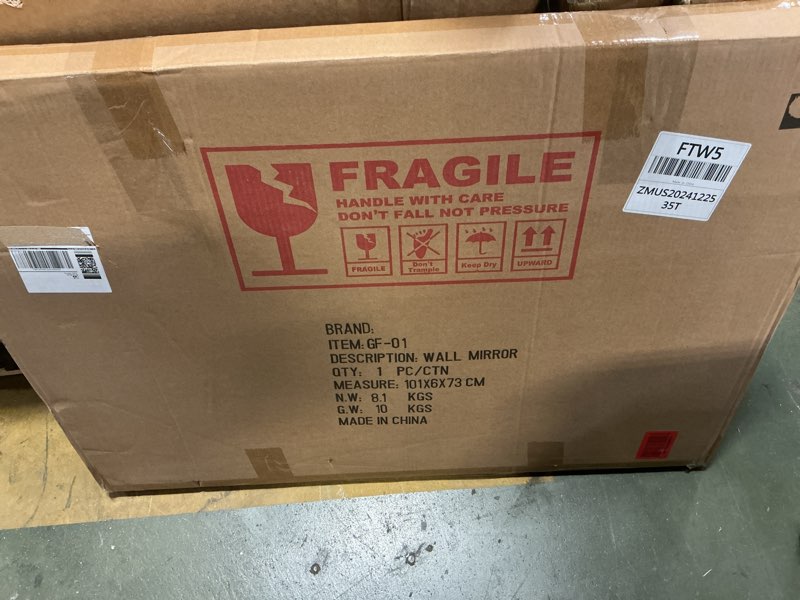 FTW5
ZMUS20241225
35T
FRAGILE
HANDLE WITH CARE
DON'T FALL NOT PRESSURE
FRAGILE
Don't
Trample
Keep Dry
UPWARD
BRAND:
ITEM: GF-01
DESCRIPTION: WALL MIRROR
QTY: 1 PC/CTN
MEASURE: 101X6X73 CM
N.W: 8.1 KGS
G.W: 10 KGS
MADE IN CHINA